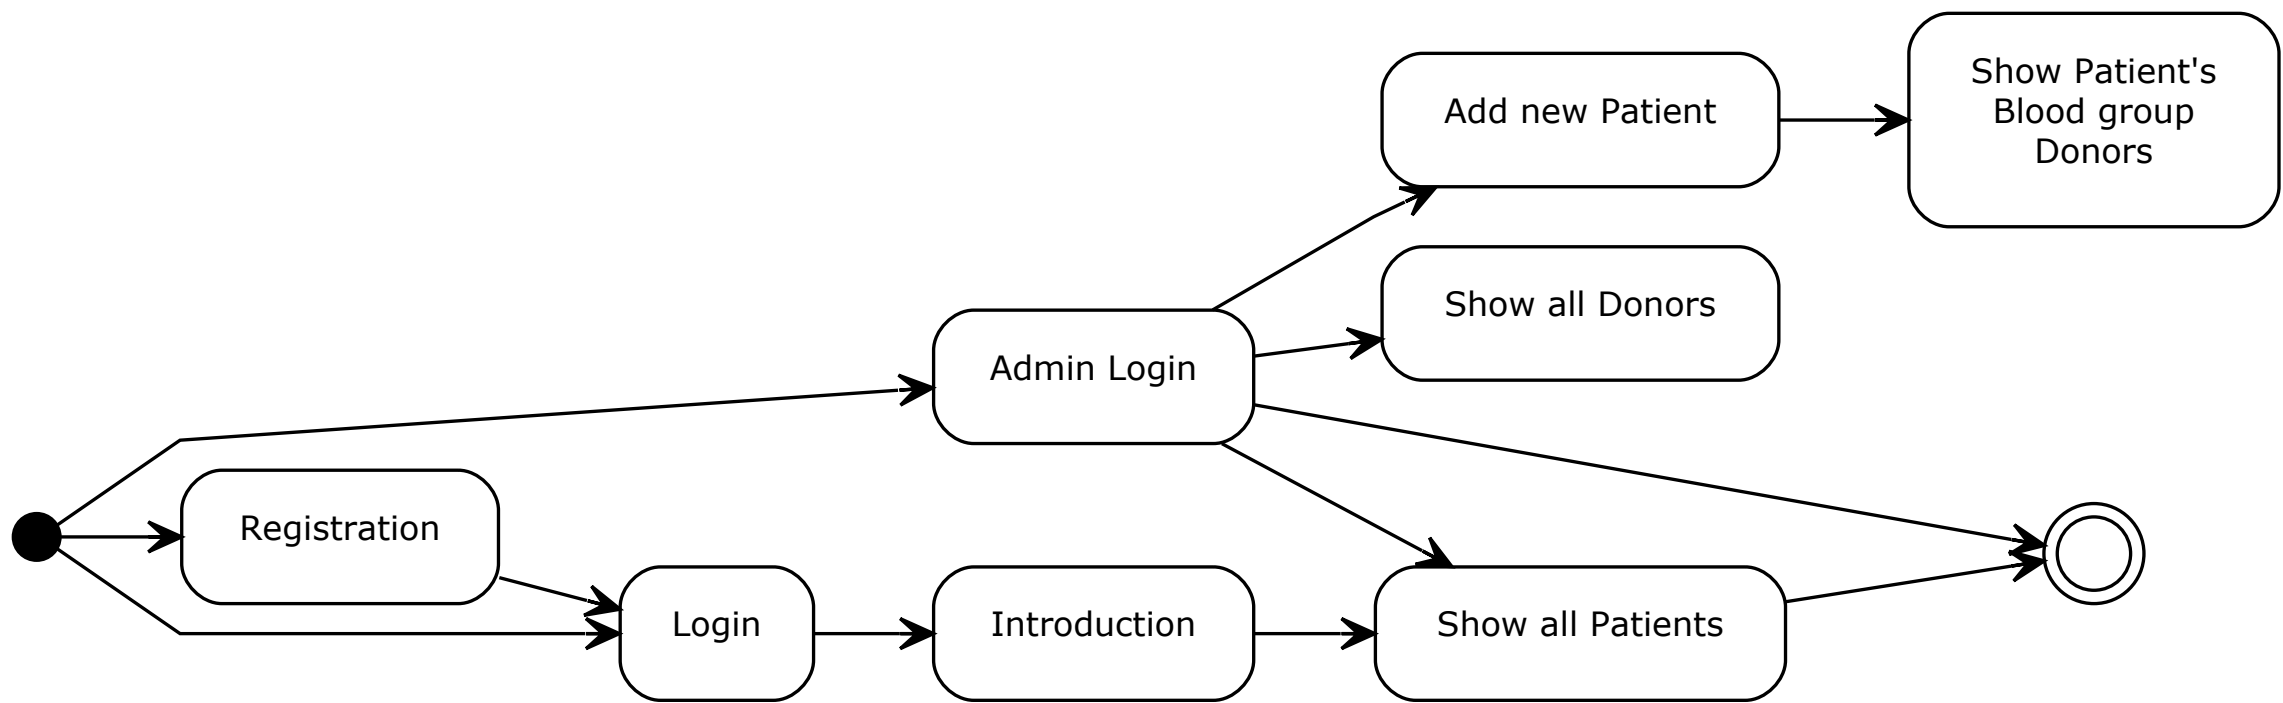 Show Patient's
Blood group
Donors
Add new Patient
Show all Donors
Admin Login
Registration
Login
Introduction
Show all Patients